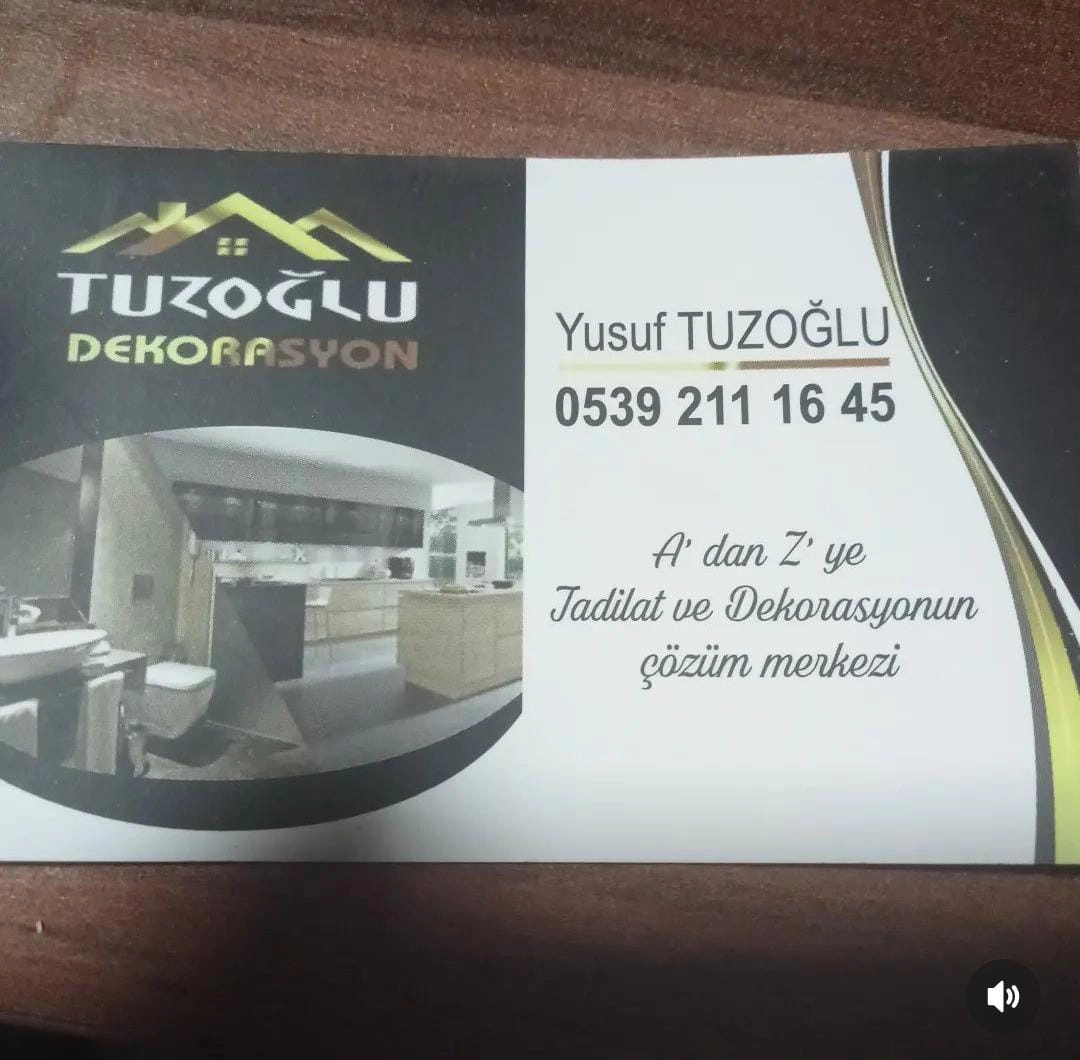 TUZOĞLU
DEKORASYON
Yusuf TUZOĞLU
0539 211 16 45
A' dan Z' ye
Tadilat ve Dekorasyonun
çözüm merkezi